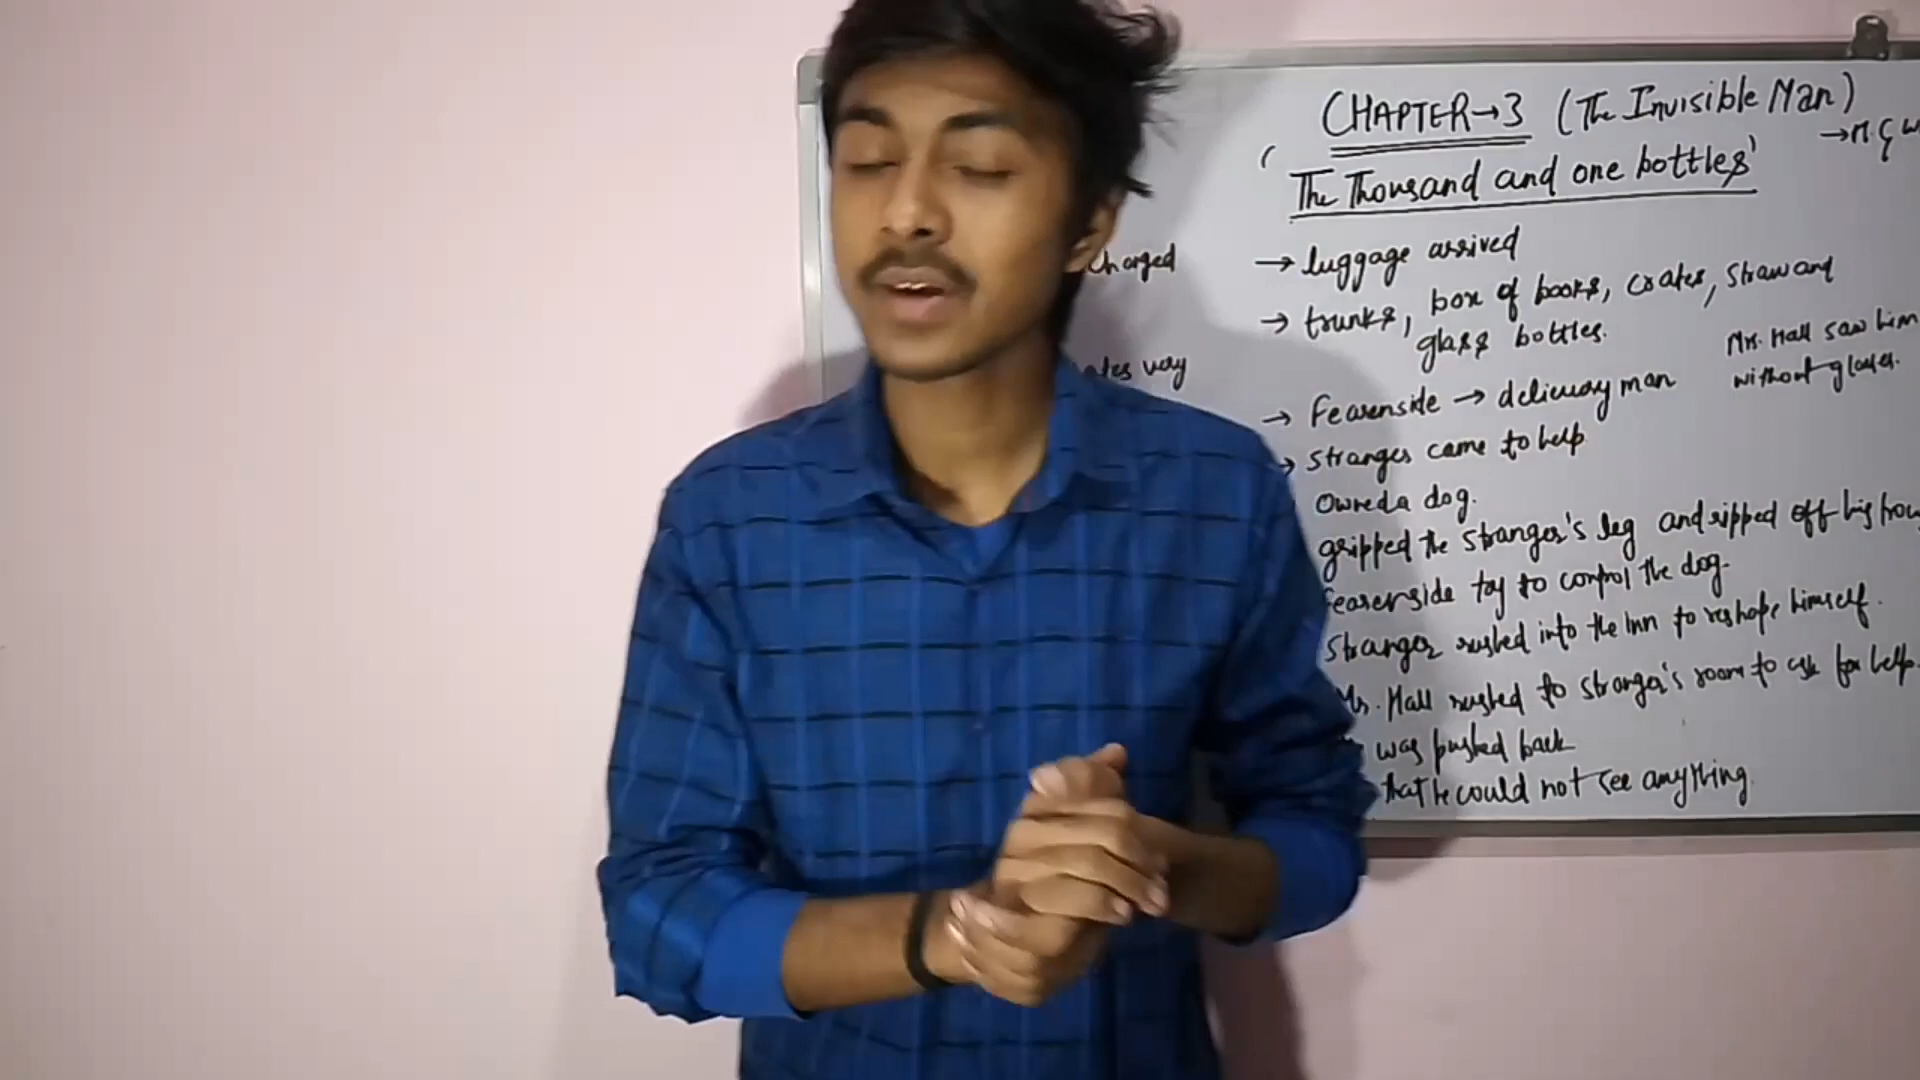 CHAPTER→3 (The Invisible Man)
→H.G W
'The Thousand and one bottles'
charged
→ luggage arrived
→ trunks, box of books, crates, straw and
glass bottles.
Mrs. Hall saw him
without glasses.
very
→ Fearenside → delivery man
→ Stranger came to help
Owned a dog.
gripped the stranger's leg and ripped off his trou
Fearenside try to control the dog.
Stranger rushed into the Inn to reshape himself.
Mr. Hall rushed to stranger's room to ask for help.
was pushed back
that he could not see anything.